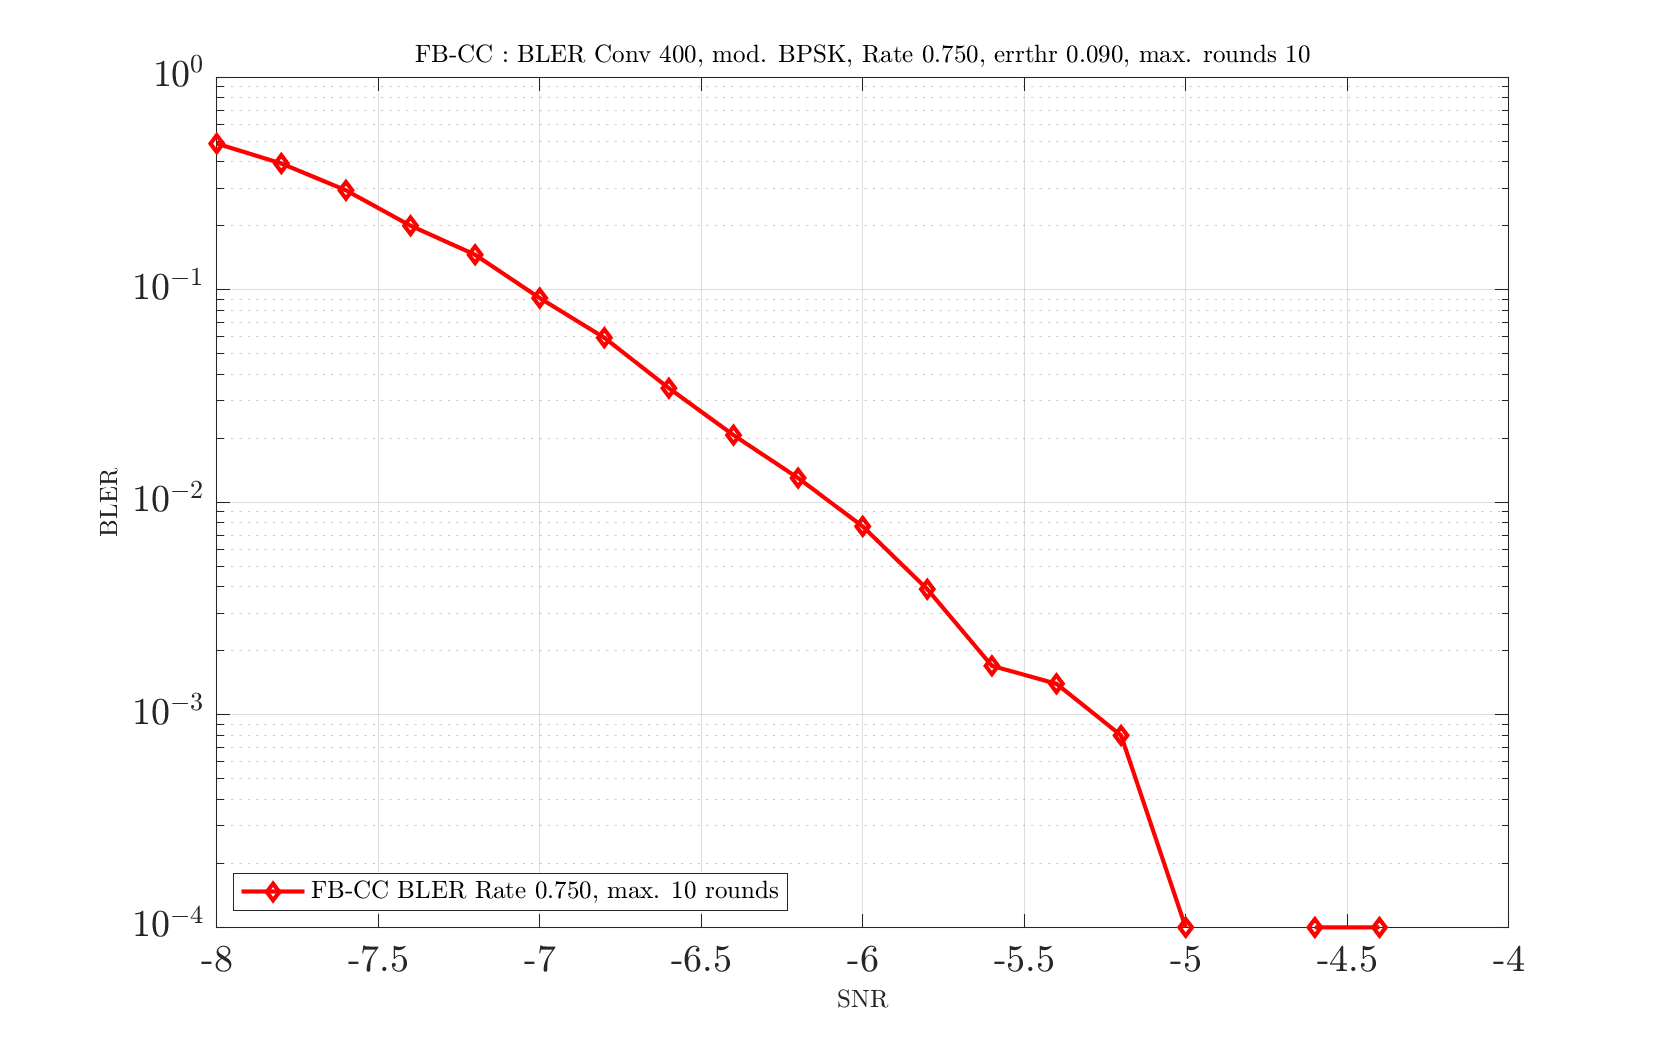 FB-CC : BLER Conv 400, mod. BPSK, Rate 0.750, errthr 0.090, max. rounds 10
10^0
10^-1
10^-2
10^-3
10^-4
BLER
FB-CC BLER Rate 0.750, max. 10 rounds
-8 -7.5 -7 -6.5 -6 -5.5 -5 -4.5 -4
SNR